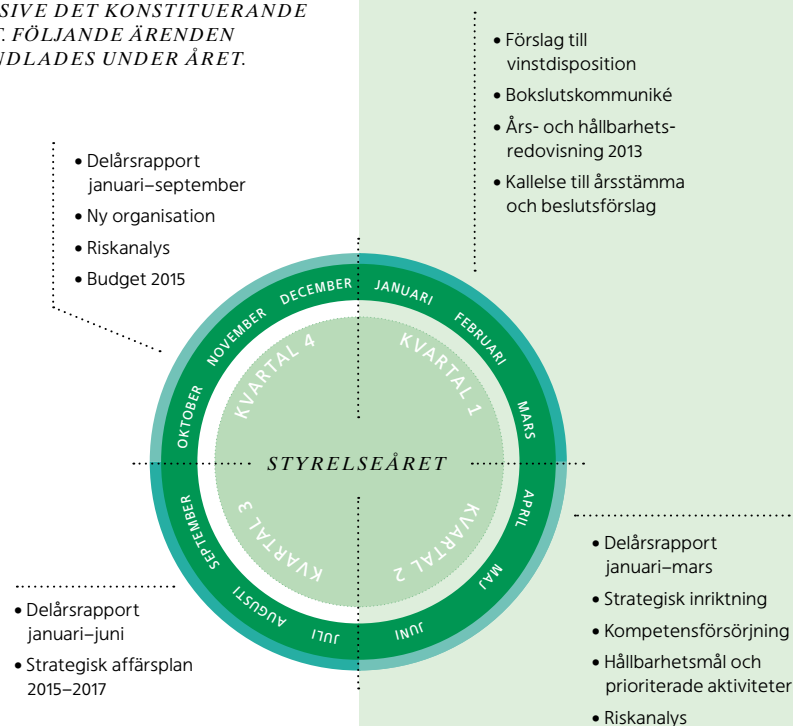 SIVE DET KONSTITUERANDE
T. FÖLJANDE ÄRENDEN
NDLADES UNDER ÅRET.
• Förslag till
vinstdisposition
• Bokslutskommuniké
• Års- och hållbarhets-
redovisning 2013
• Kallelse till årsstämma
och beslutsförslag
• Delårsrapport
januari–september
• Ny organisation
• Riskanalys
• Budget 2015
JANUARI
FEBRUARI
MARS
APRIL
MAJ
JUNI
JULI
AUGUSTI
SEPTEMBER
OKTOBER
NOVEMBER
DECEMBER
KVARTAL 1
KVARTAL 2
KVARTAL 3
KVARTAL 4
STYRELSEÅRET
• Delårsrapport
januari–mars
• Strategisk inriktning
• Kompetensförsörjning
• Hållbarhetsmål och
prioriterade aktiviteter
• Riskanalys
• Delårsrapport
januari–juni
• Strategisk affärsplan
2015–2017